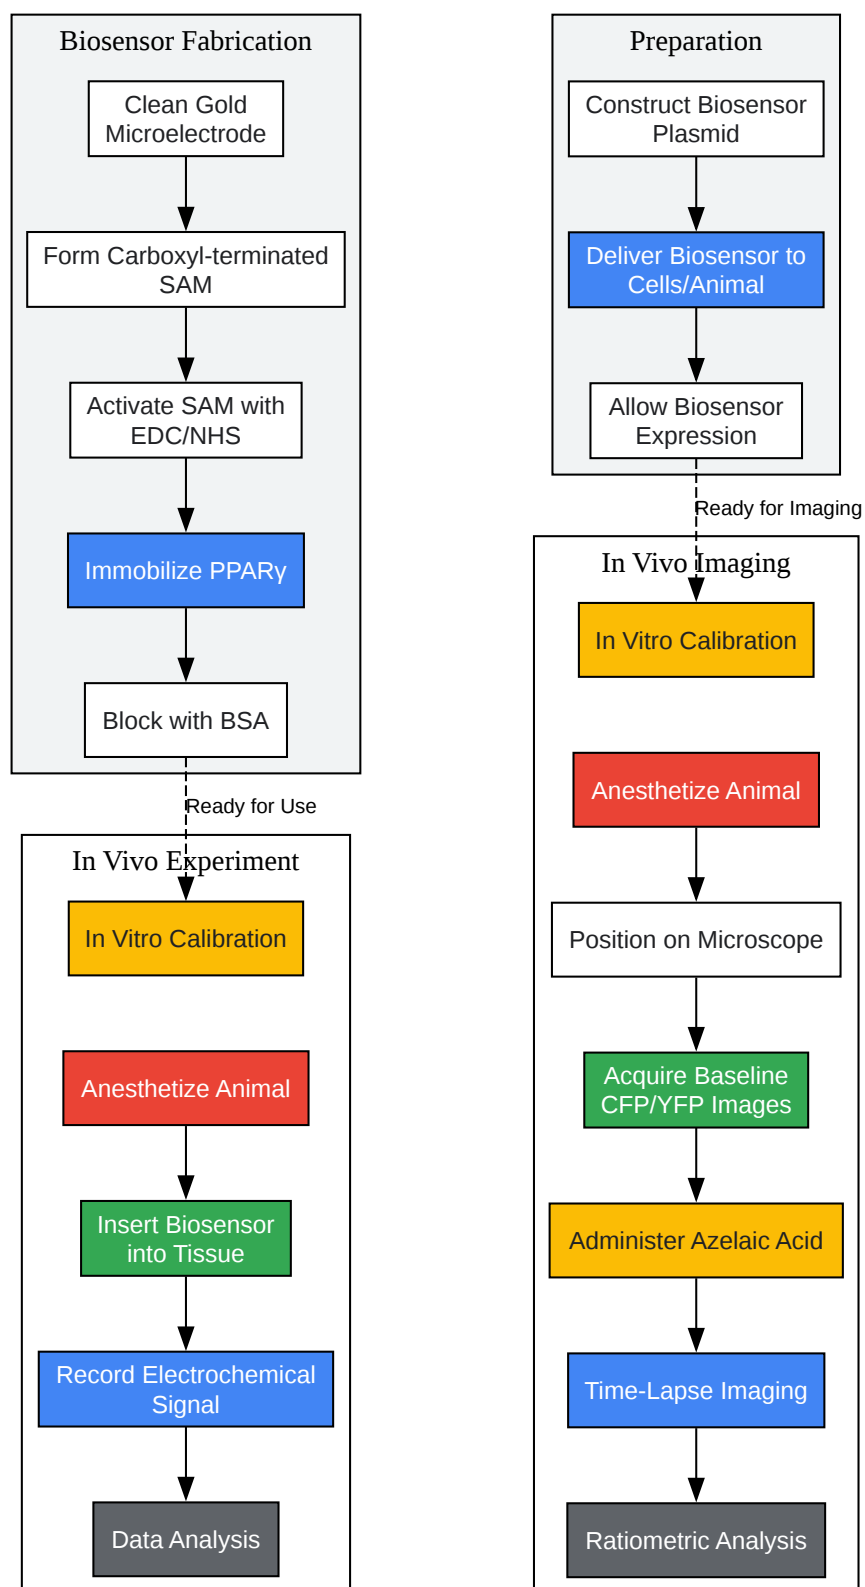 Biosensor Fabrication
Clean Gold
Microelectrode
Form Carboxyl-terminated
SAM
Activate SAM with
EDC/NHS
Immobilize PPARγ
Block with BSA
Ready for Use
In Vivo Experiment
In Vitro Calibration
Anesthetize Animal
Insert Biosensor
into Tissue
Record Electrochemical
Signal
Data Analysis
Preparation
Construct Biosensor
Plasmid
Deliver Biosensor to
Cells/Animal
Allow Biosensor
Expression
Ready for Imaging
In Vivo Imaging
In Vitro Calibration
Anesthetize Animal
Position on Microscope
Acquire Baseline
CFP/YFP Images
Administer Azelaic Acid
Time-Lapse Imaging
Ratiometric Analysis